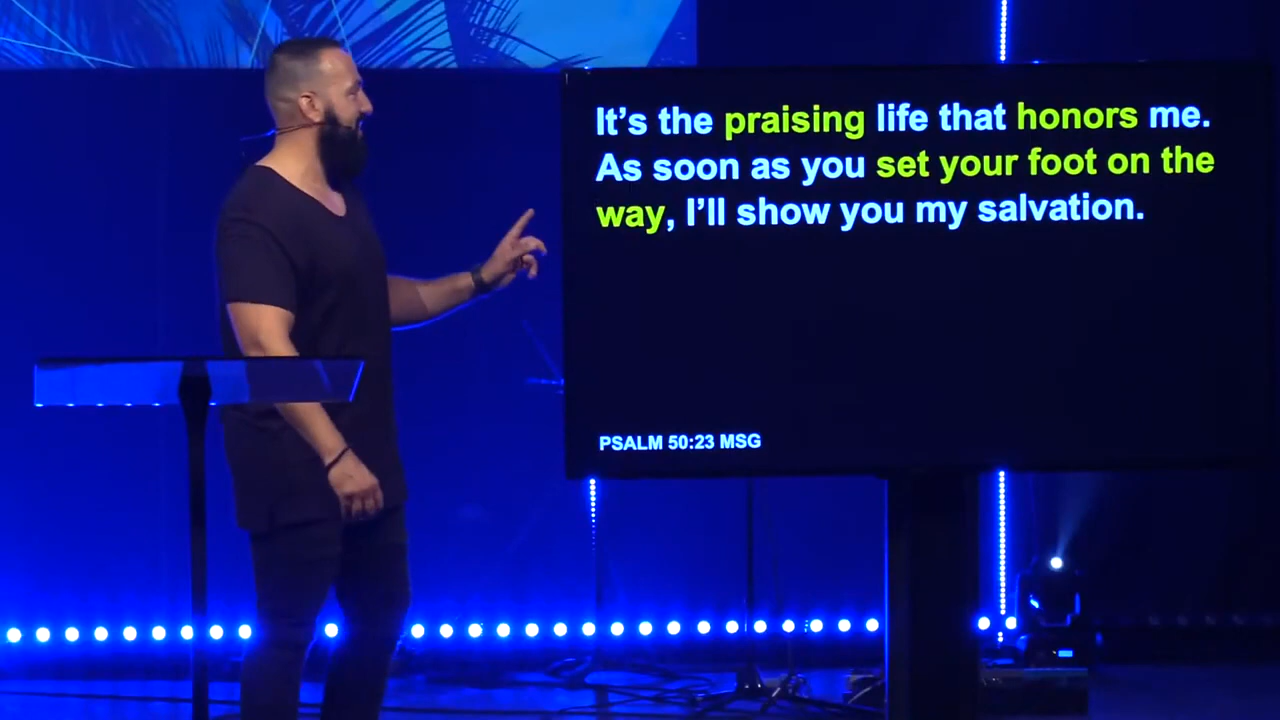 It’s the praising life that honors me.
As soon as you set your foot on the
way, I’ll show you my salvation.
PSALM 50:23 MSG